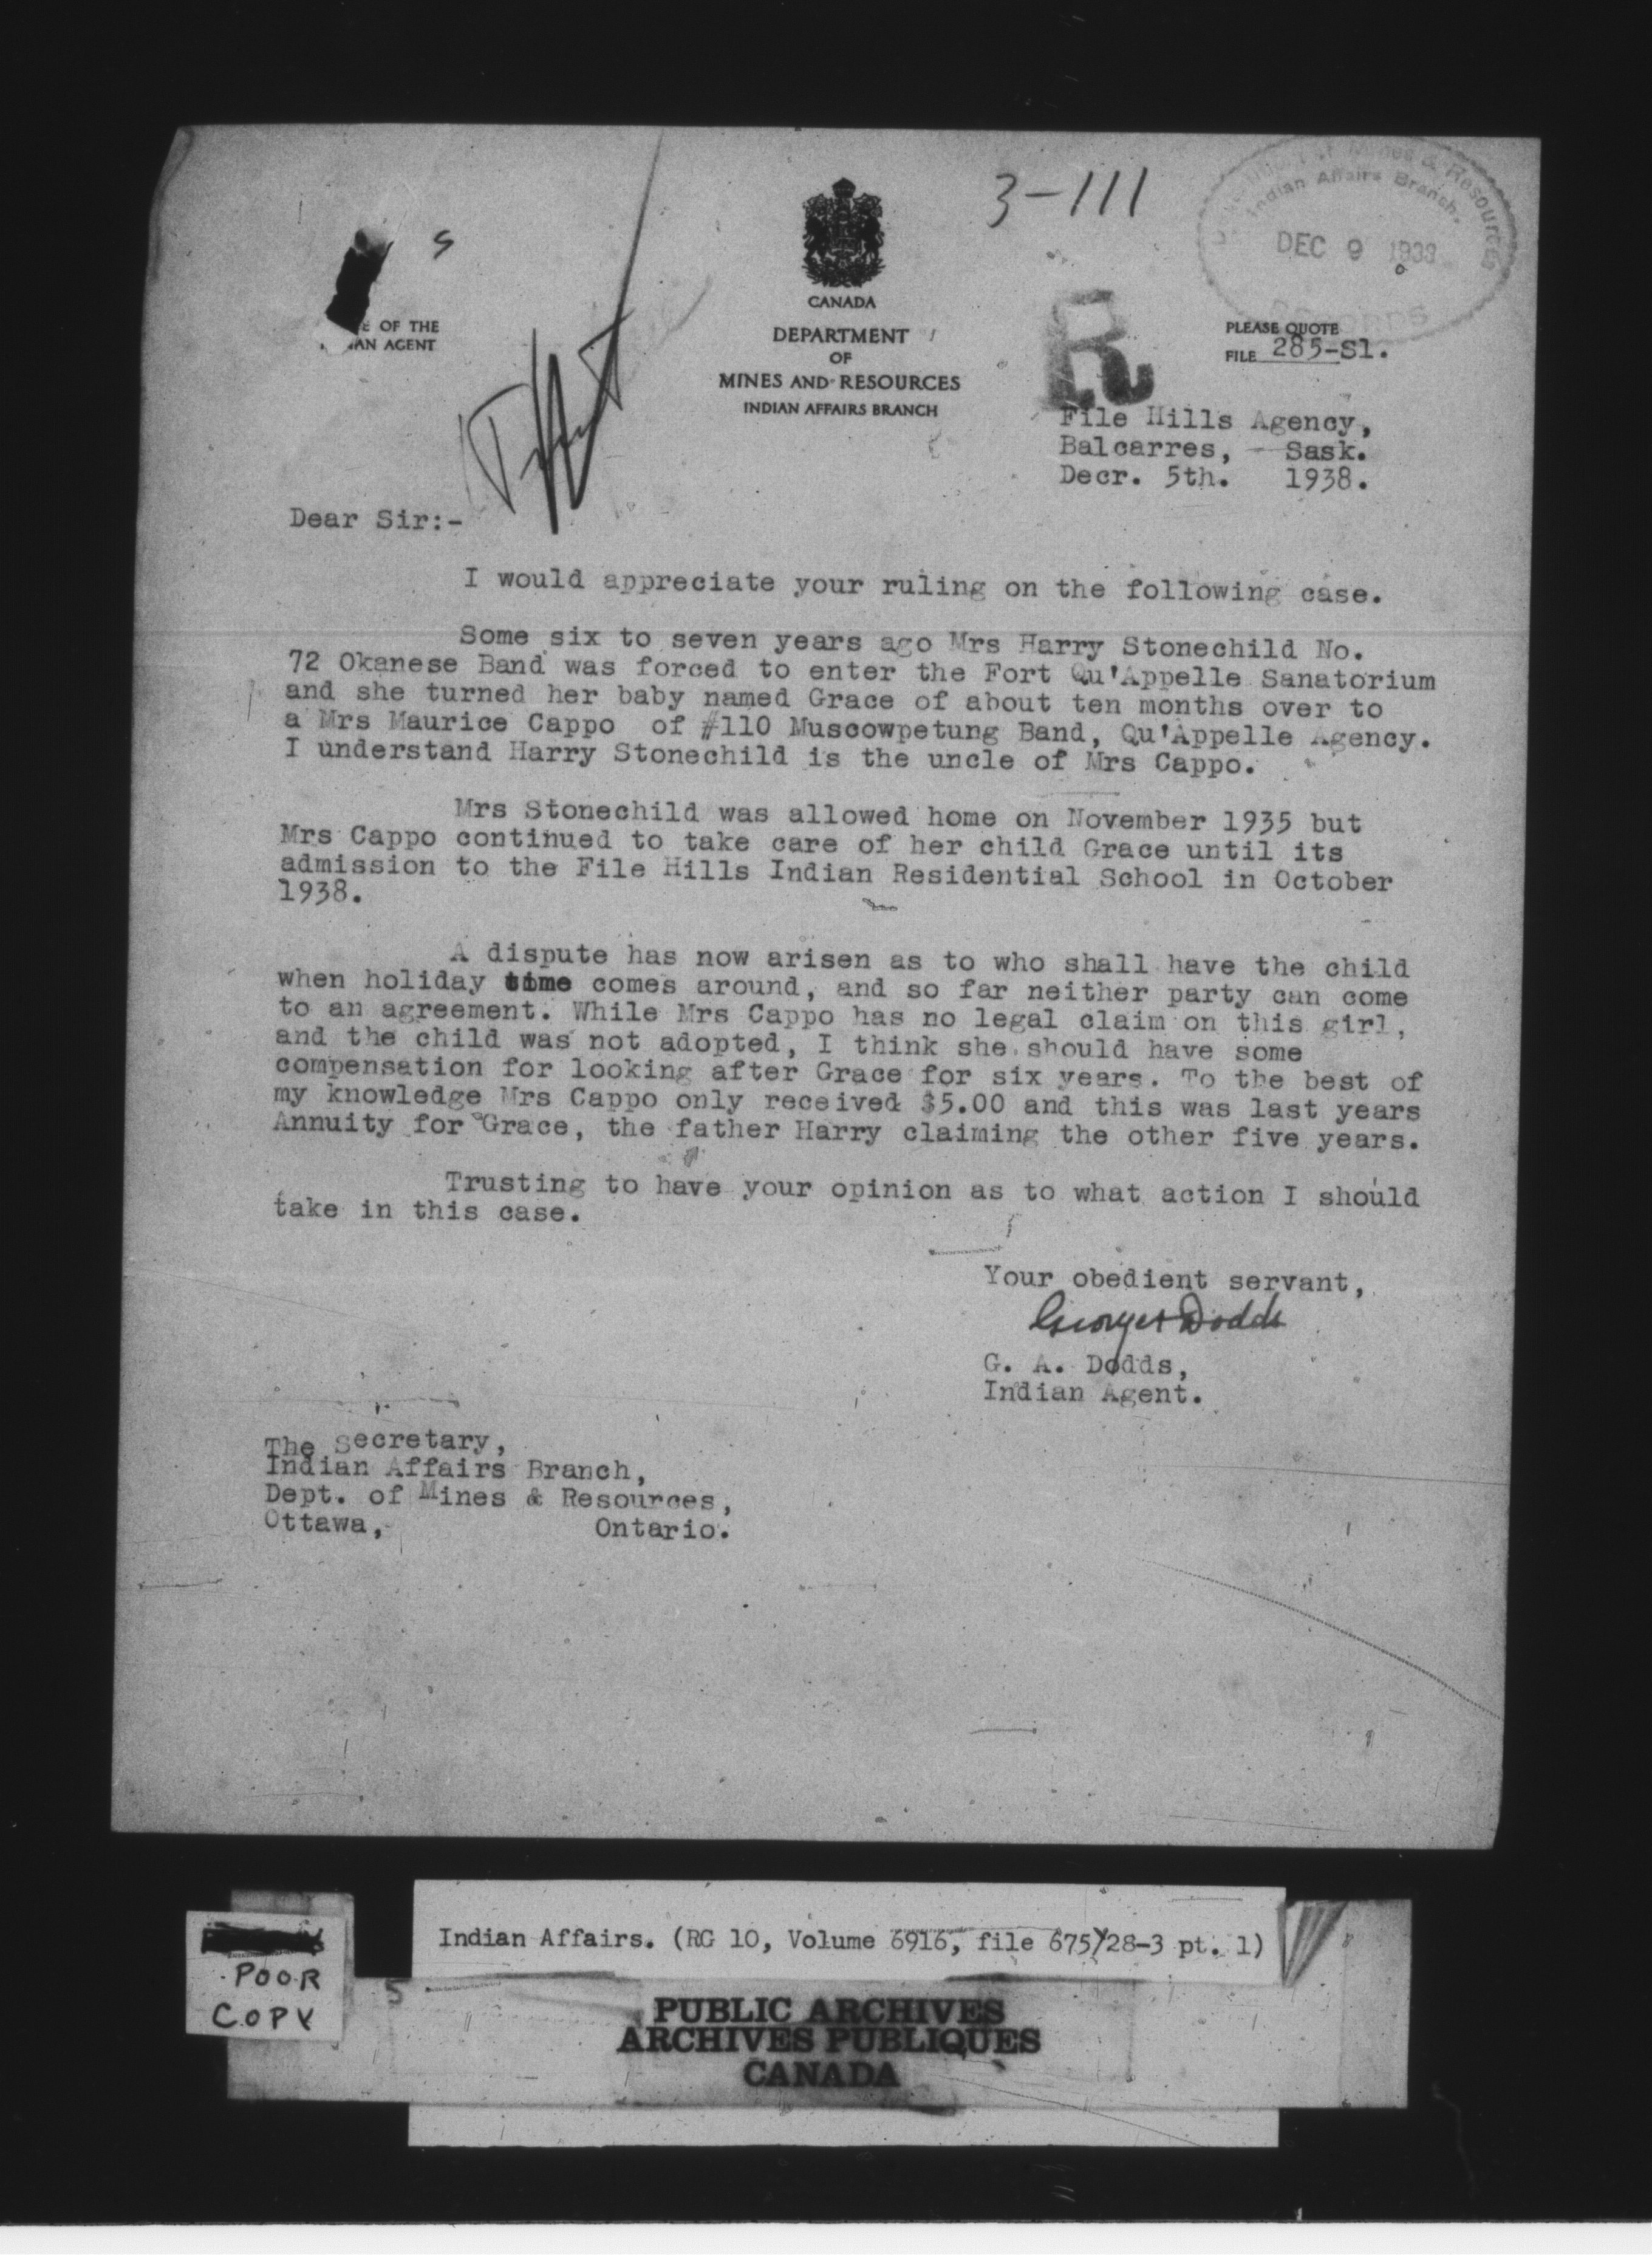 3-111
Department of Mines & Resources
Indian Affairs Branch.
DEC 9 1938
Records
S
OF THE
AGENT
CANADA
DEPARTMENT
OF
MINES AND RESOURCES
INDIAN AFFAIRS BRANCH
R
PLEASE QUOTE
FILE 285-S1.
File Hills Agency,
Balcarres, Sask.
Decr. 5th. 1938.
Dear Sir:-
I would appreciate your ruling on the following case.
Some six to seven years ago Mrs Harry Stonechild No.
72 Okanese Band was forced to enter the Fort Qu'Appelle Sanatorium
and she turned her baby named Grace of about ten months over to
a Mrs Maurice Cappo of #110 Muscowpetung Band, Qu'Appelle Agency.
I understand Harry Stonechild is the uncle of Mrs Cappo.
Mrs Stonechild was allowed home on November 1935 but
Mrs Cappo continued to take care of her child Grace until its
admission to the File Hills Indian Residential School in October
1938.
A dispute has now arisen as to who shall have the child
when holiday time comes around, and so far neither party can come
to an agreement. While Mrs Cappo has no legal claim on this girl,
and the child was not adopted, I think she should have some
compensation for looking after Grace for six years. To the best of
my knowledge Mrs Cappo only received $5.00 and this was last years
Annuity for Grace, the father Harry claiming the other five years.
Trusting to have your opinion as to what action I should
take in this case.
Your obedient servant,
George A Dodds
G. A. Dodds,
Indian Agent.
The Secretary,
Indian Affairs Branch,
Dept. of Mines & Resources,
Ottawa, Ontario.
Indian Affairs. (RG 10, Volume 6916, file 675/28-3 pt. 1)
POOR
COPY
5
PUBLIC ARCHIVES
ARCHIVES PUBLIQUES
CANADA